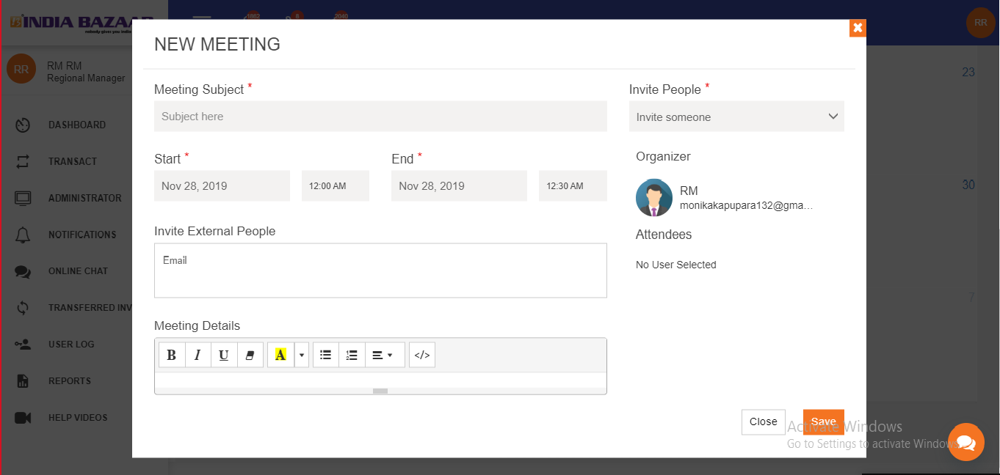 INDIA BAZAAR
nobody gives you india
1862
8
2040
RR
NEW MEETING
RR
RM RM
Regional Manager
23
Meeting Subject *
Invite People *
Subject here
Invite someone
DASHBOARD
TRANSACT
Start *
End *
Organizer
Nov 28, 2019
12:00 AM
Nov 28, 2019
12:30 AM
30
RM
monikakapupara132@gma...
ADMINISTRATOR
NOTIFICATIONS
Invite External People
Attendees
Email
No User Selected
ONLINE CHAT
7
TRANSFERRED INV
Meeting Details
USER LOG
B I U A </>
REPORTS
HELP VIDEOS
Close
Save
Activate Windows
Go to Settings to activate Windows